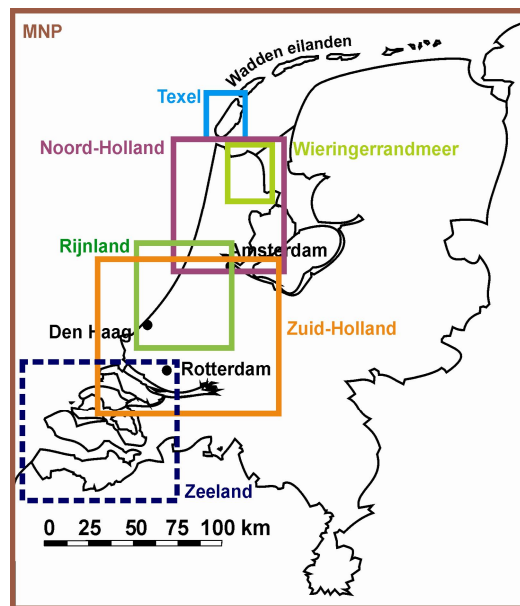 MNP
Wadden eilanden
Texel
Noord-Holland
Wieringerrandmeer
Rijnland
Amsterdam
Den Haag
Zuid-Holland
Rotterdam
Zeeland
0 25 50 75 100 km